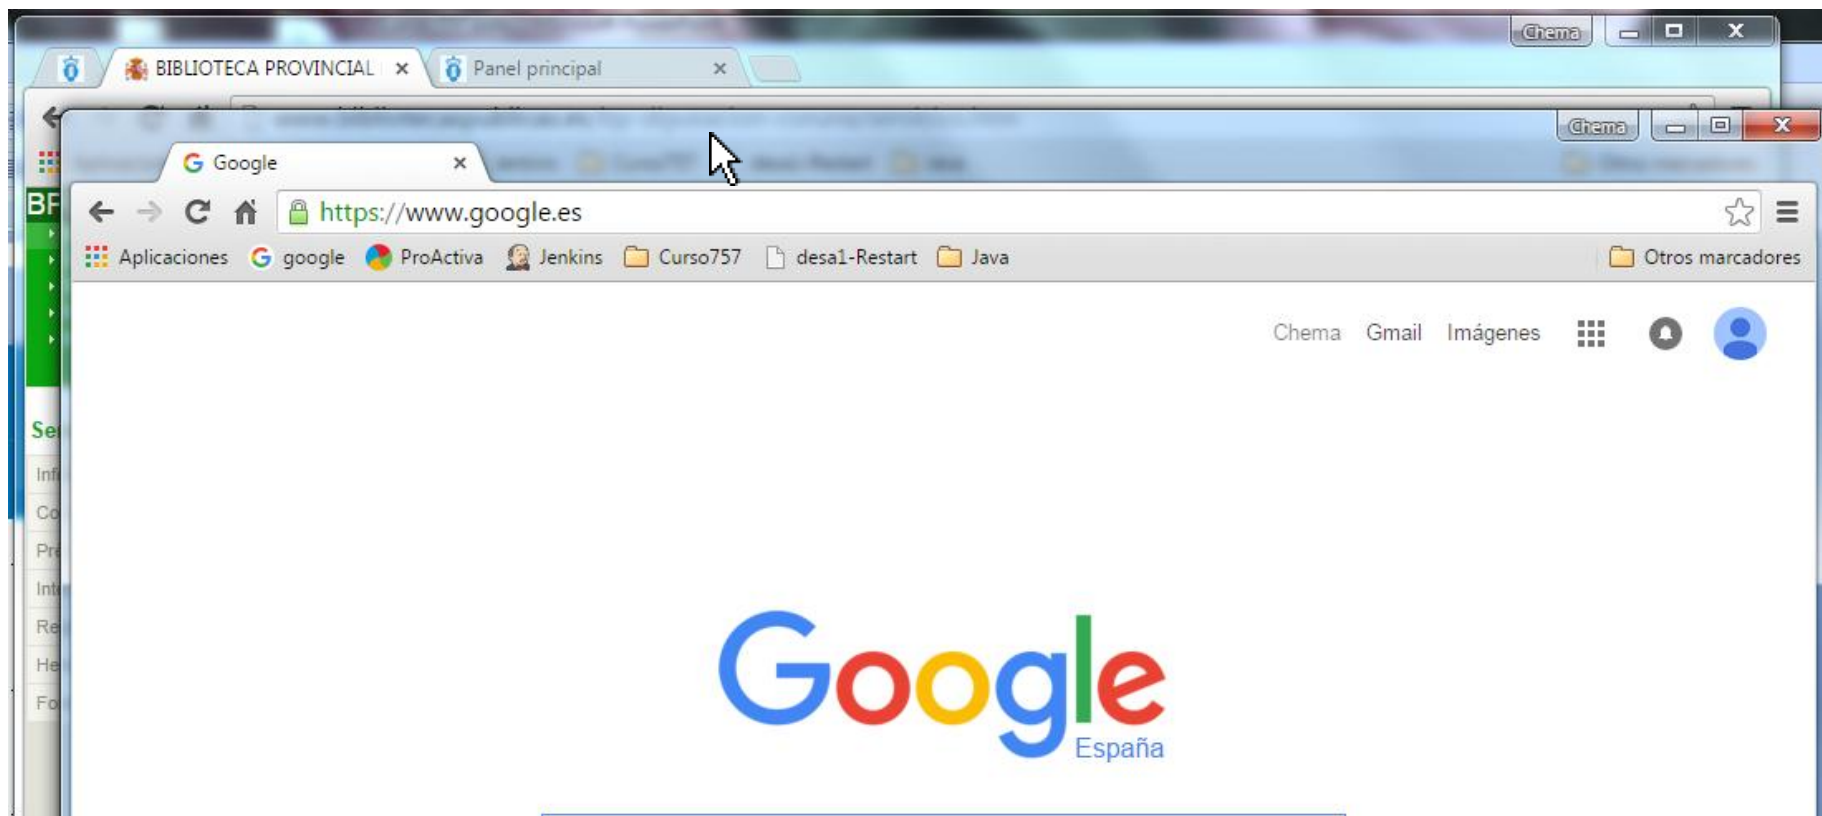 Chema
BIBLIOTECA PROVINCIAL
Panel principal
Chema
Google
https://www.google.es
Aplicaciones google ProActiva Jenkins Curso757 desa1-Restart Java Otros marcadores
Chema Gmail Imágenes
Google
España